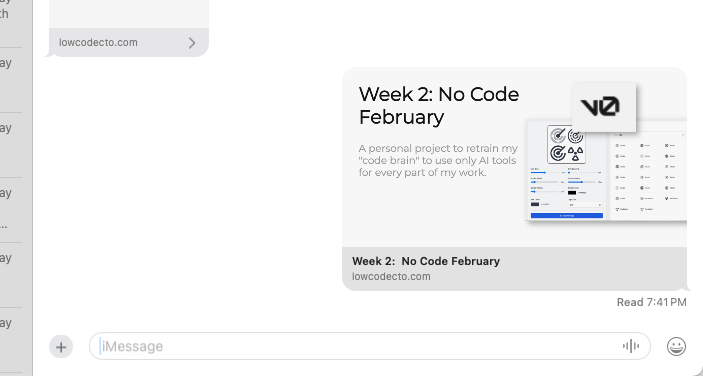 th
ay
ay
ay
...
ay
ay
lowcodecto.com
Week 2: No Code
February
A personal project to retrain my
"code brain" to use only AI tools
for every part of my work.
v0
Week 2:  No Code February
lowcodecto.com
Read 7:41 PM
iMessage